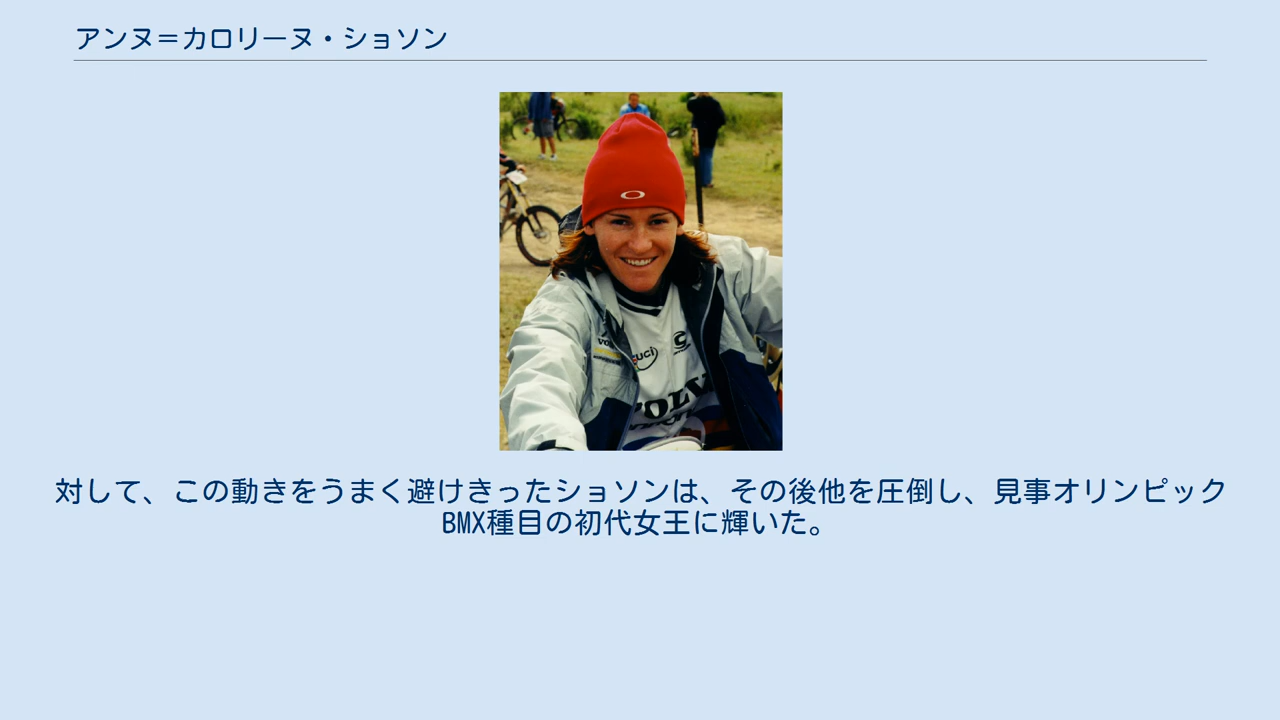 アンヌ＝カロリーヌ・ショソン
uci
対して、この動きをうまく避けきったショソンは、その後他を圧倒し、見事オリンピック
BMX種目の初代女王に輝いた。